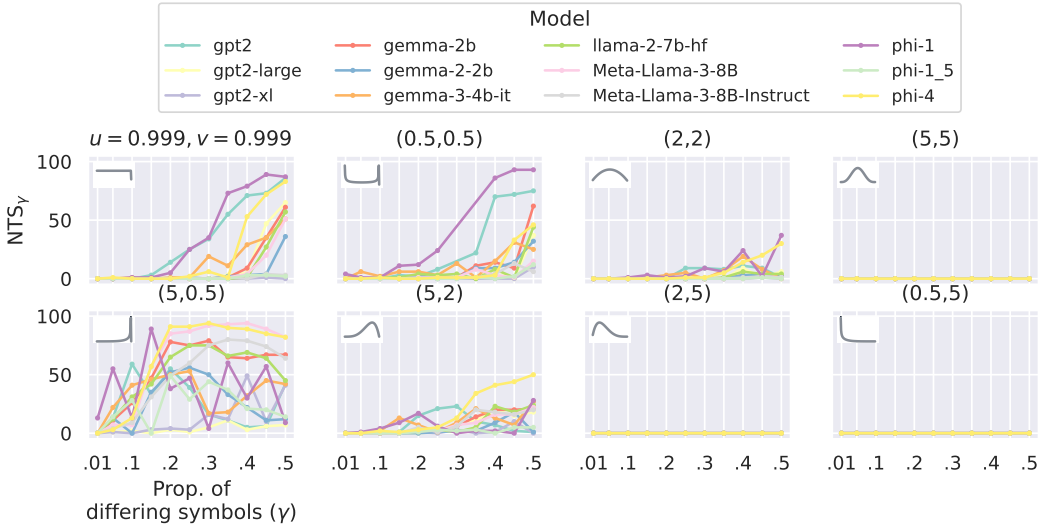 Model
gpt2 gemma-2b llama-2-7b-hf phi-1
gpt2-large gemma-2-2b Meta-Llama-3-8B phi-1_5
gpt2-xl gemma-3-4b-it Meta-Llama-3-8B-Instruct phi-4
u = 0.999, v = 0.999 (0.5,0.5) (2,2) (5,5)
100
50
0
NTSγ
(5,0.5) (5,2) (2,5) (0.5,5)
100
50
0
.01 .1 .2 .3 .4 .5 .01 .1 .2 .3 .4 .5 .01 .1 .2 .3 .4 .5 .01 .1 .2 .3 .4 .5
Prop. of
differing symbols (γ)